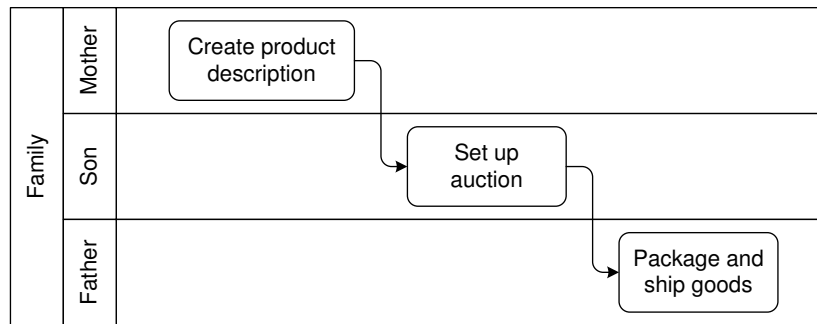 Family
Mother
Create product
description
Son
Set up
auction
Father
Package and
ship goods